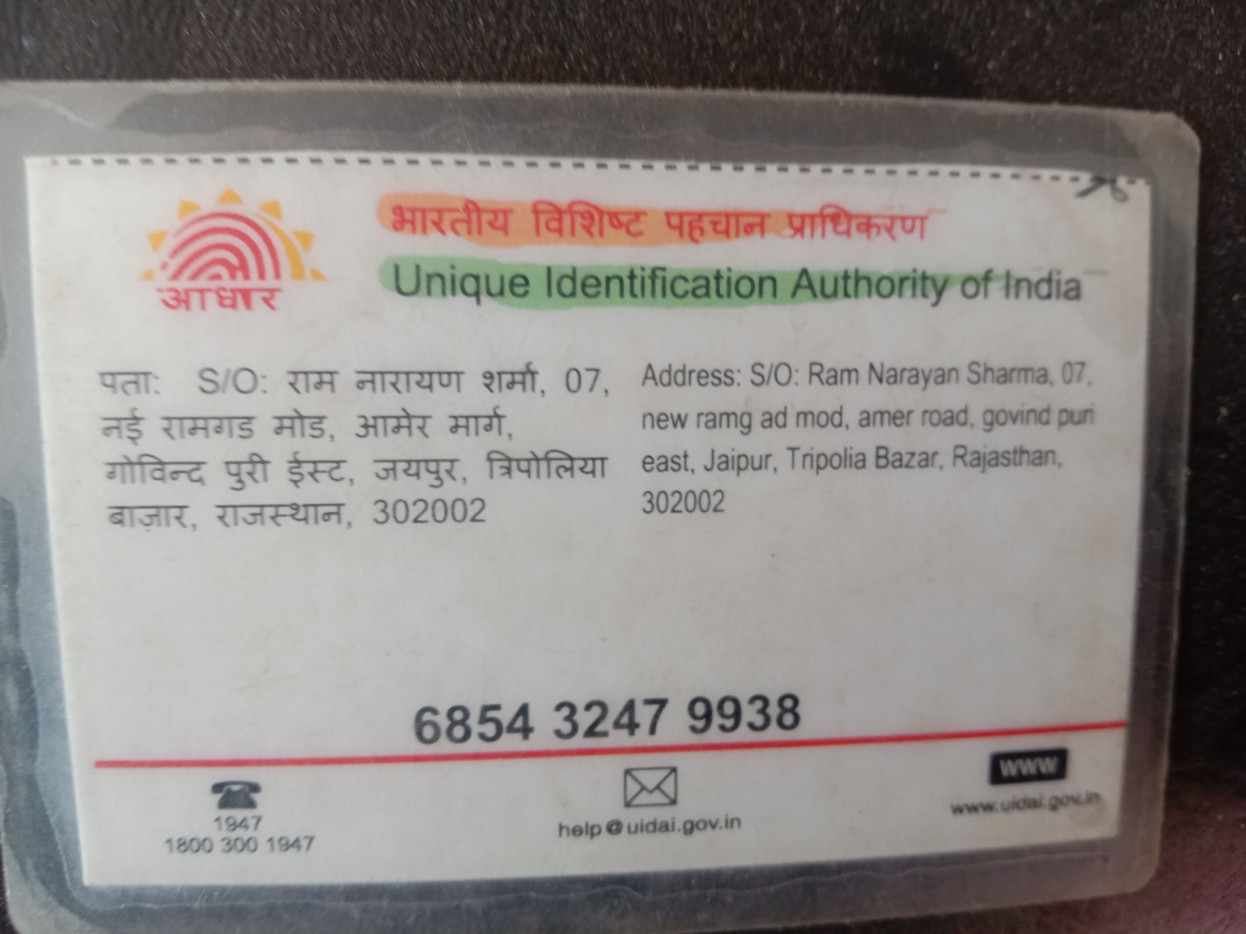 भारतीय विशिष्ट पहचान प्राधिकरण
Unique Identification Authority of India
आधार
पता: S/O: राम नारायण शर्मा, 07,
नई रामगड मोड, आमेर मार्ग,
गोविन्द पुरी ईस्ट, जयपुर, त्रिपोलिया
बाज़ार, राजस्थान, 302002
Address: S/O: Ram Narayan Sharma, 07,
new ramg ad mod, amer road, govind puri
east, Jaipur, Tripolia Bazar, Rajasthan,
302002
6854 3247 9938
1947
1800 300 1947
help@uidai.gov.in
WWW
www.uidai.gov.in